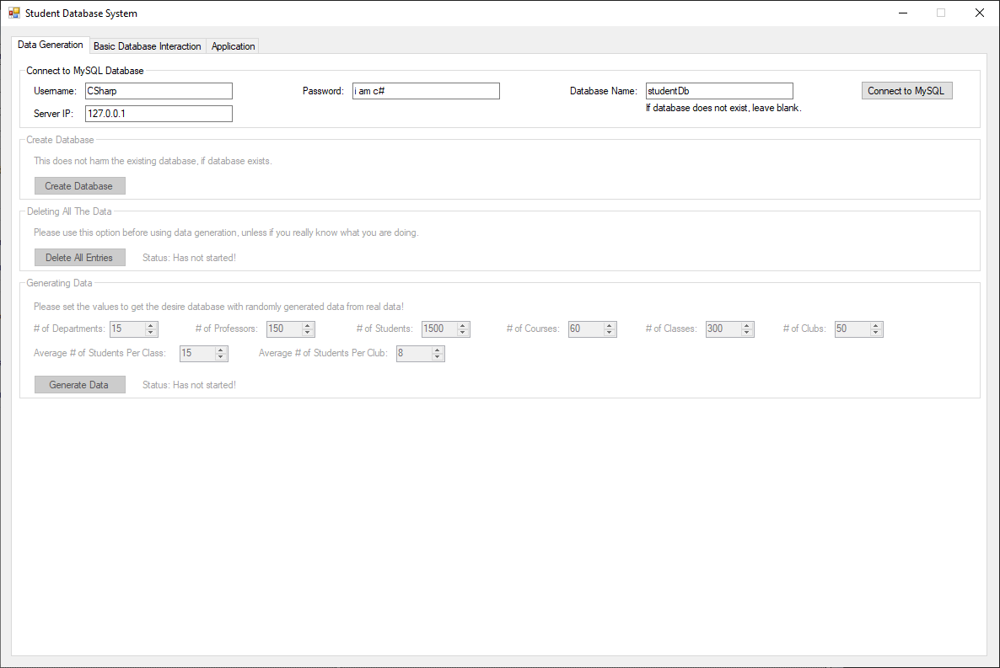 Student Database System
Data Generation Basic Database Interaction Application
Connect to MySQL Database
Username: CSharp Password: i am c# Database Name: studentDb Connect to MySQL
If database does not exist, leave blank.
Server IP: 127.0.0.1
Create Database
This does not harm the existing database, if database exists.
Create Database
Deleting All The Data
Please use this option before using data generation, unless if you really know what you are doing.
Delete All Entries Status: Has not started!
Generating Data
Please set the values to get the desire database with randomly generated data from real data!
# of Departments: 15 # of Professors: 150 # of Students: 1500 # of Courses: 60 # of Classes: 300 # of Clubs: 50
Average # of Students Per Class: 15 Average # of Students Per Club: 8
Generate Data Status: Has not started!